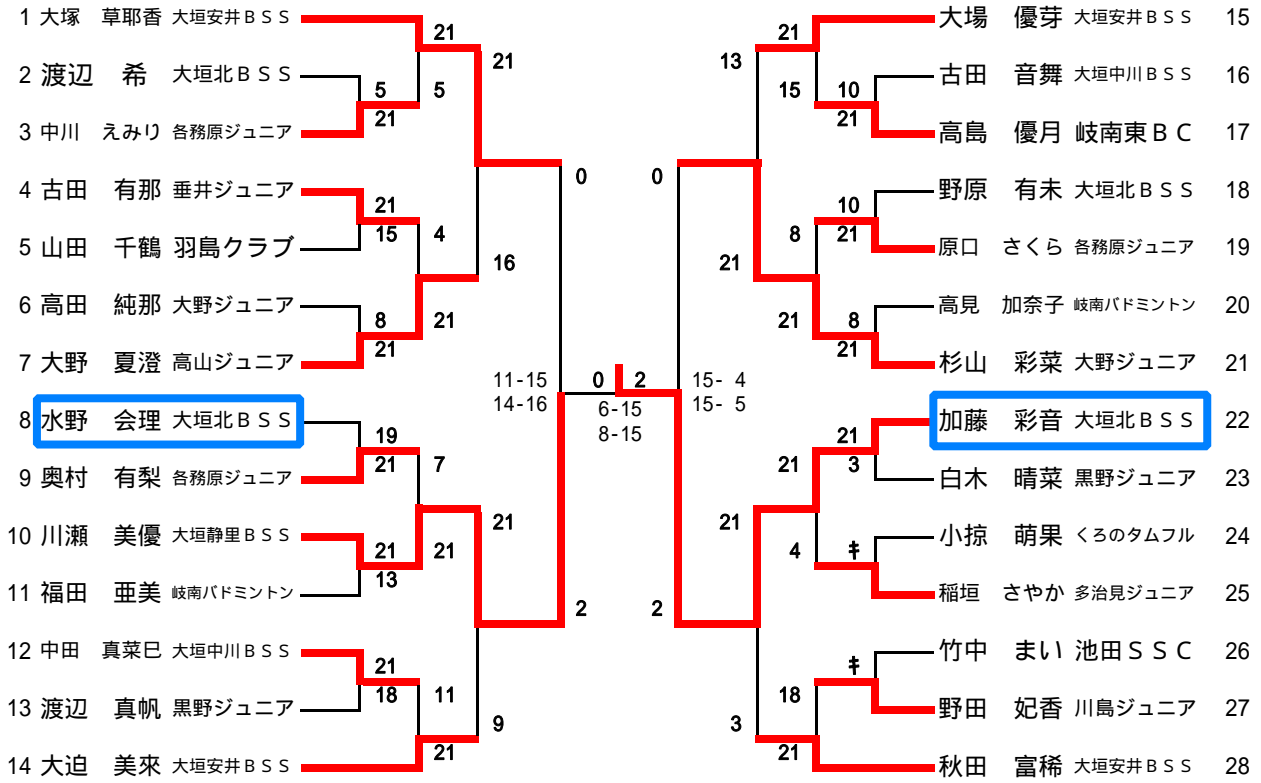 1 大塚 草耶香 大垣安井BSS
2 渡辺 希 大垣北BSS
3 中川 えみり 各務原ジュニア
4 古田 有那 垂井ジュニア
5 山田 千鶴 羽島クラブ
6 高田 純那 大野ジュニア
7 大野 夏澄 高山ジュニア
8 水野 会理 大垣北BSS
9 奥村 有梨 各務原ジュニア
10 川瀬 美優 大垣静里BSS
11 福田 亜美 岐南バドミントン
12 中田 真菜巳 大垣中川BSS
13 渡辺 真帆 黒野ジュニア
14 大迫 美來 大垣安井BSS
21
5
21
5
21
15
8
21
4
21
21
16
19
21
21
13
7
21
21
18
11
21
21
9
0
2
11-15
14-16
0 2
6-15
8-15
15- 4
15- 5
0
2
13
21
21
3
21
15
10
21
10
21
8
21
8
21
21
3
21
4
キ
キ
18
21
大場 優芽 大垣安井BSS 15
古田 音舞 大垣中川BSS 16
高島 優月 岐南東BC 17
野原 有未 大垣北BSS 18
原口 さくら 各務原ジュニア 19
高見 加奈子 岐南バドミントン 20
杉山 彩菜 大野ジュニア 21
加藤 彩音 大垣北BSS 22
白木 晴菜 黒野ジュニア 23
小掠 萌果 くろのタムフル 24
稲垣 さやか 多治見ジュニア 25
竹中 まい 池田SSC 26
野田 妃香 川島ジュニア 27
秋田 富稀 大垣安井BSS 28